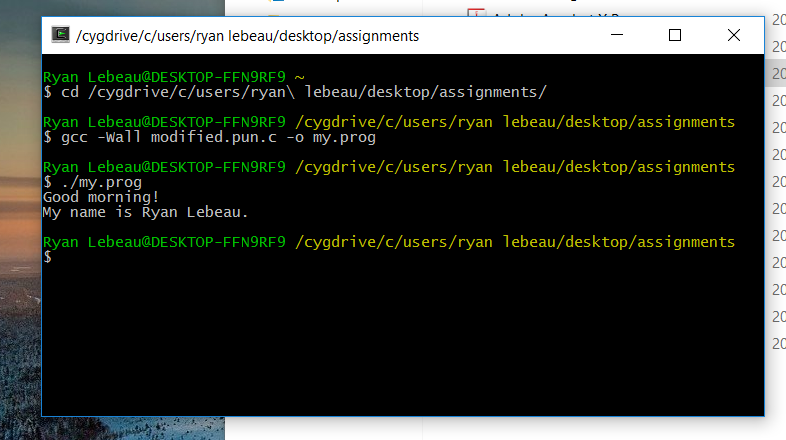 /cygdrive/c/users/ryan lebeau/desktop/assignments
Ryan Lebeau@DESKTOP-FFN9RF9 ~
$ cd /cygdrive/c/users/ryan\ lebeau/desktop/assignments/
Ryan Lebeau@DESKTOP-FFN9RF9 /cygdrive/c/users/ryan lebeau/desktop/assignments
$ gcc -Wall modified.pun.c -o my.prog
Ryan Lebeau@DESKTOP-FFN9RF9 /cygdrive/c/users/ryan lebeau/desktop/assignments
$ ./my.prog
Good morning!
My name is Ryan Lebeau.
Ryan Lebeau@DESKTOP-FFN9RF9 /cygdrive/c/users/ryan lebeau/desktop/assignments
$
20
20
20
20
20
20
20
20
20
20
20
20
20